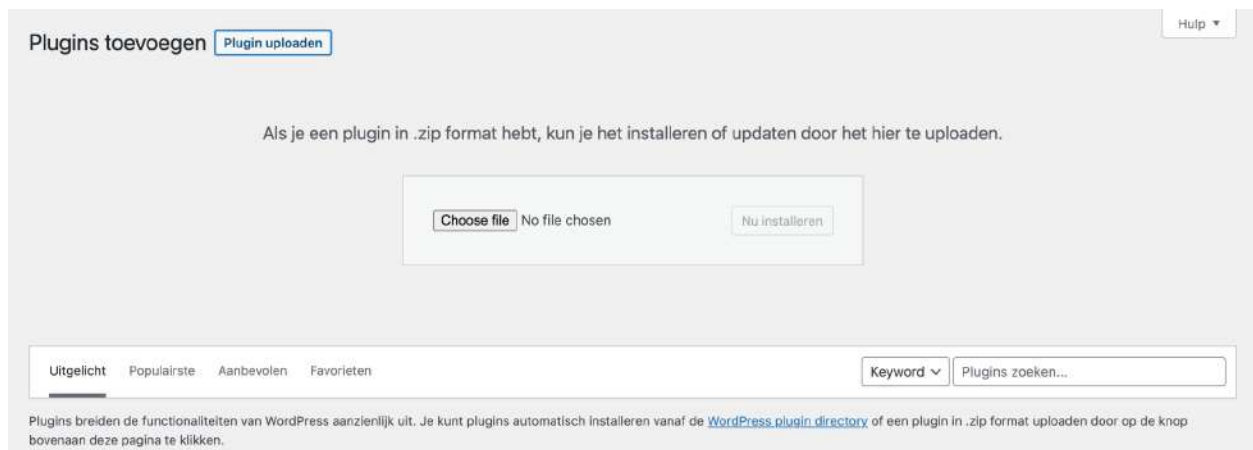 Hulp ▼
Plugins toevoegen Plugin uploaden
Als je een plugin in .zip format hebt, kun je het installeren of updaten door het hier te uploaden.
Choose file No file chosen Nu installeren
Uitgelicht Populairste Aanbevolen Favorieten Keyword Plugins zoeken...
Plugins breiden de functionaliteiten van WordPress aanzienlijk uit. Je kunt plugins automatisch installeren vanaf de WordPress plugin directory of een plugin in .zip format uploaden door op de knop
bovenaan deze pagina te klikken.